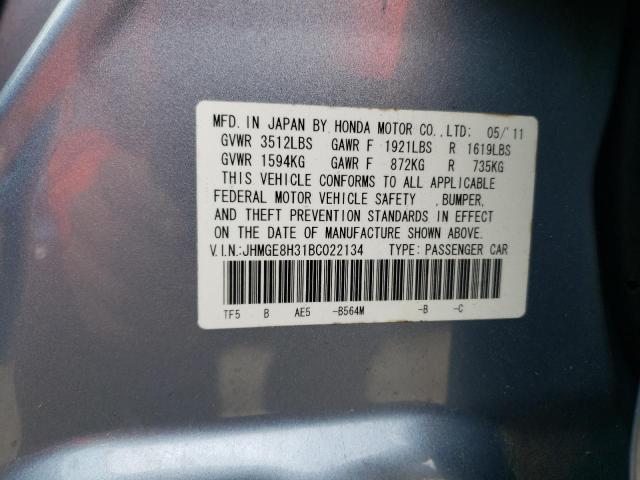 MFD. IN JAPAN BY HONDA MOTOR CO.,LTD: 05/'11
GVWR 3512LBS GAWR F 1921LBS R 1619LBS
GVWR 1594KG GAWR F 872KG R 735KG
THIS VEHICLE CONFORMS TO ALL APPLICABLE
FEDERAL MOTOR VEHICLE SAFETY ,BUMPER,
AND THEFT PREVENTION STANDARDS IN EFFECT
ON THE DATE OF MANUFACTURE SHOWN ABOVE.
V.I.N:JHMGE8H31BC022134 TYPE: PASSENGER CAR
TF5 B AE5 -B564M -B -C